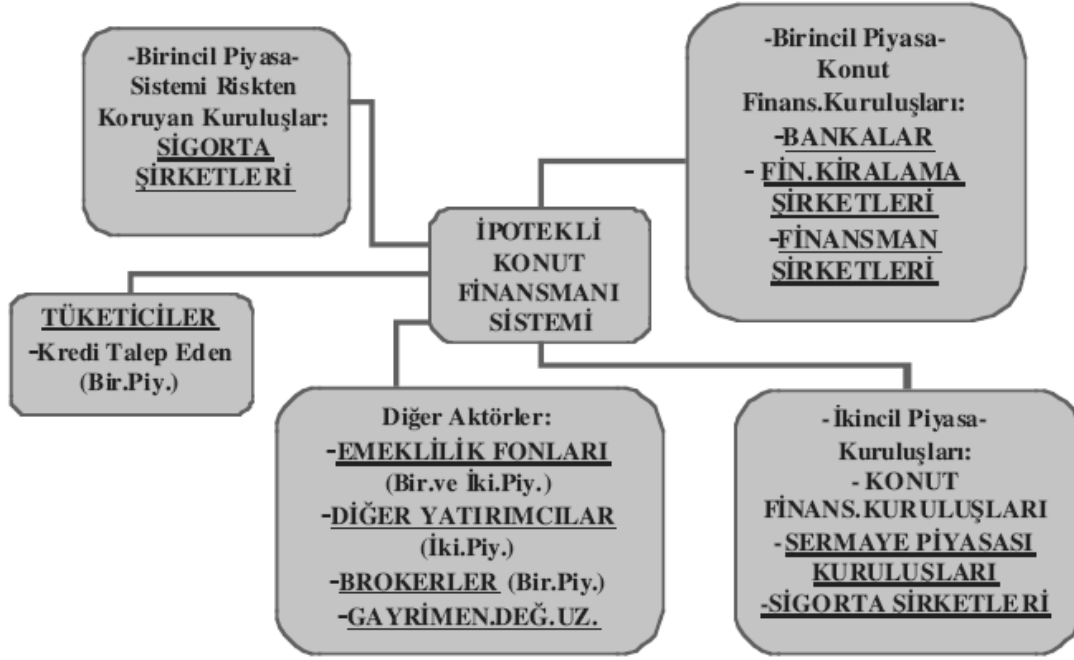 -Birincil Piyasa-
Sistemi Riskten
Koruyan Kuruluşlar:
SİGORTA
ŞİRKETLERİ
-Birincil Piyasa-
Konut
Finans.Kuruluşları:
-BANKALAR
- FİN.KİRALAMA
ŞİRKETLERİ
-FİNANSMAN
ŞİRKETLERİ
İPOTEKLİ
KONUT
FİNANSMANI
SİSTEMİ
TÜKETİCİLER
-Kredi Talep Eden
(Bir.Piy.)
Diğer Aktörler:
-EMEKLİLİK FONLARI
(Bir.ve İki.Piy.)
-DİĞER YATIRIMCILAR
(İki.Piy.)
-BROKERLER (Bir.Piy.)
-GAYRİMEN.DEĞ.UZ.
-İkincil Piyasa-
Kuruluşları:
- KONUT
FİNANS.KURULUŞLARI
-SERMAYE PİYASASI
KURULUSLARI
-SİGORTA SİRKETLERİ